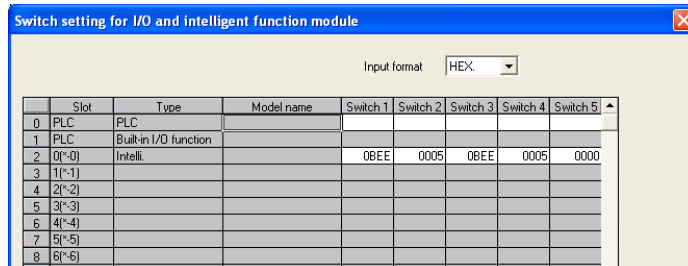 Switch setting for I/O and intelligent function module
Input format HEX.
Slot Type Model name Switch 1 Switch 2 Switch 3 Switch 4 Switch 5
0 PLC PLC
1 PLC Built-in I/O function
2 0(*-0) Intelli. 0BEE 0005 0BEE 0005 0000
3 1(*-1)
4 2(*-2)
5 3(*-3)
6 4(*-4)
7 5(*-5)
8 6(*-6)